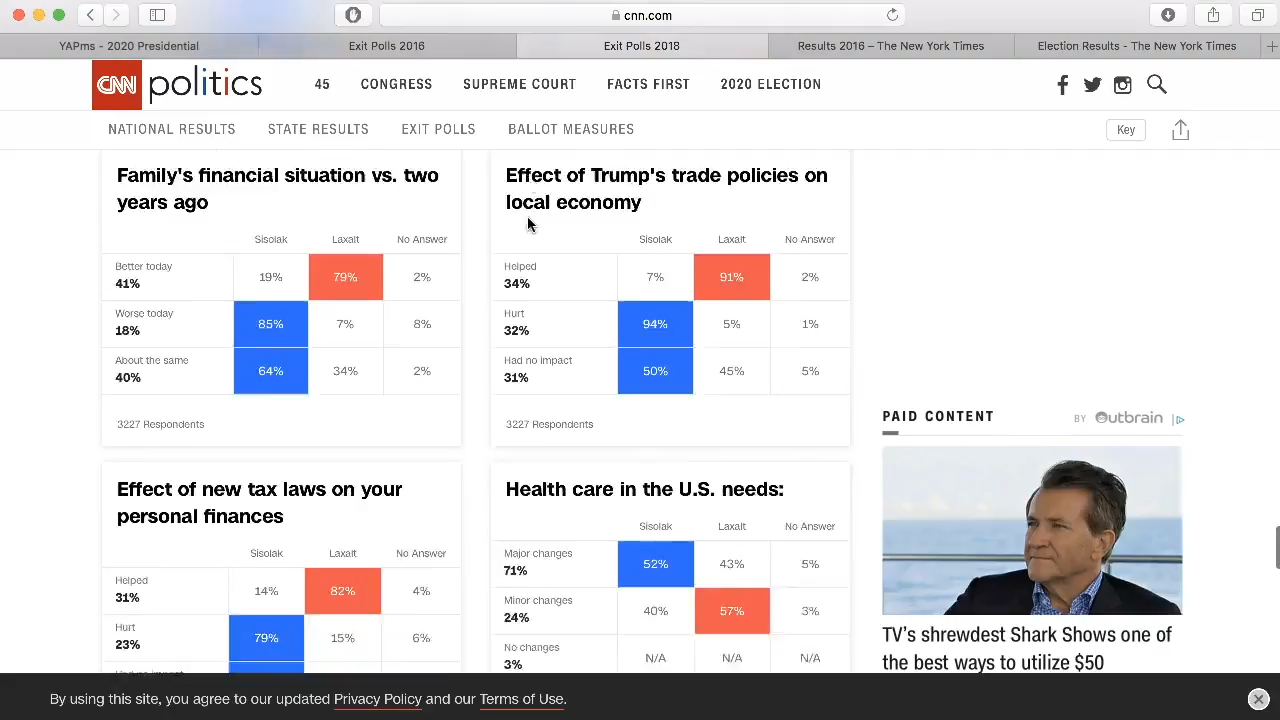 cnn.com
YAPms - 2020 Presidential
Exit Polls 2016
Exit Polls 2018
Results 2016 – The New York Times
Election Results - The New York Times
CNN politics
45 CONGRESS SUPREME COURT FACTS FIRST 2020 ELECTION
NATIONAL RESULTS STATE RESULTS EXIT POLLS BALLOT MEASURES
Key
Family's financial situation vs. two
years ago
Sisolak Laxalt No Answer
Better today
41%
19% 79% 2%
Worse today
18%
85% 7% 8%
About the same
40%
64% 34% 2%
3227 Respondents
Effect of Trump's trade policies on
local economy
Sisolak Laxalt No Answer
Helped
34%
7% 91% 2%
Hurt
32%
94% 5% 1%
Had no impact
31%
50% 45% 5%
3227 Respondents
Effect of new tax laws on your
personal finances
Sisolak Laxalt No Answer
Helped
31%
14% 82% 4%
Hurt
23%
79% 15% 6%
Health care in the U.S. needs:
Sisolak Laxalt No Answer
Major changes
71%
52% 43% 5%
Minor changes
24%
40% 57% 3%
No changes
3%
N/A N/A N/A
PAID CONTENT
BY Outbrain
TV's shrewdest Shark Shows one of
the best ways to utilize $50
By using this site, you agree to our updated Privacy Policy and our Terms of Use.